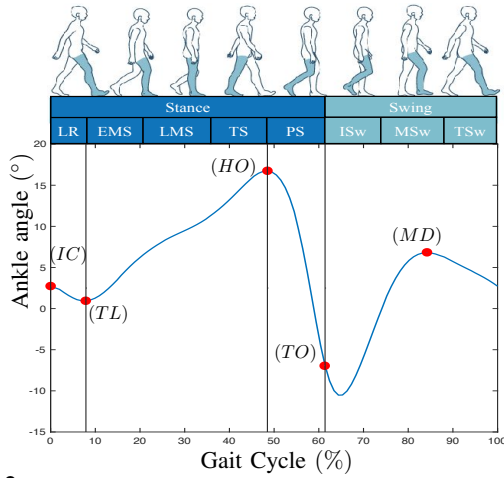 Stance Swing
LR EMS LMS TS PS ISw MSw TSw
20
(HO)
15
10
(MD)
(IC)
5
0
(TL)
-5
(TO)
-10
-15
0 10 20 30 40 50 60 70 80 90 100
Ankle angle (°)
Gait Cycle (%)